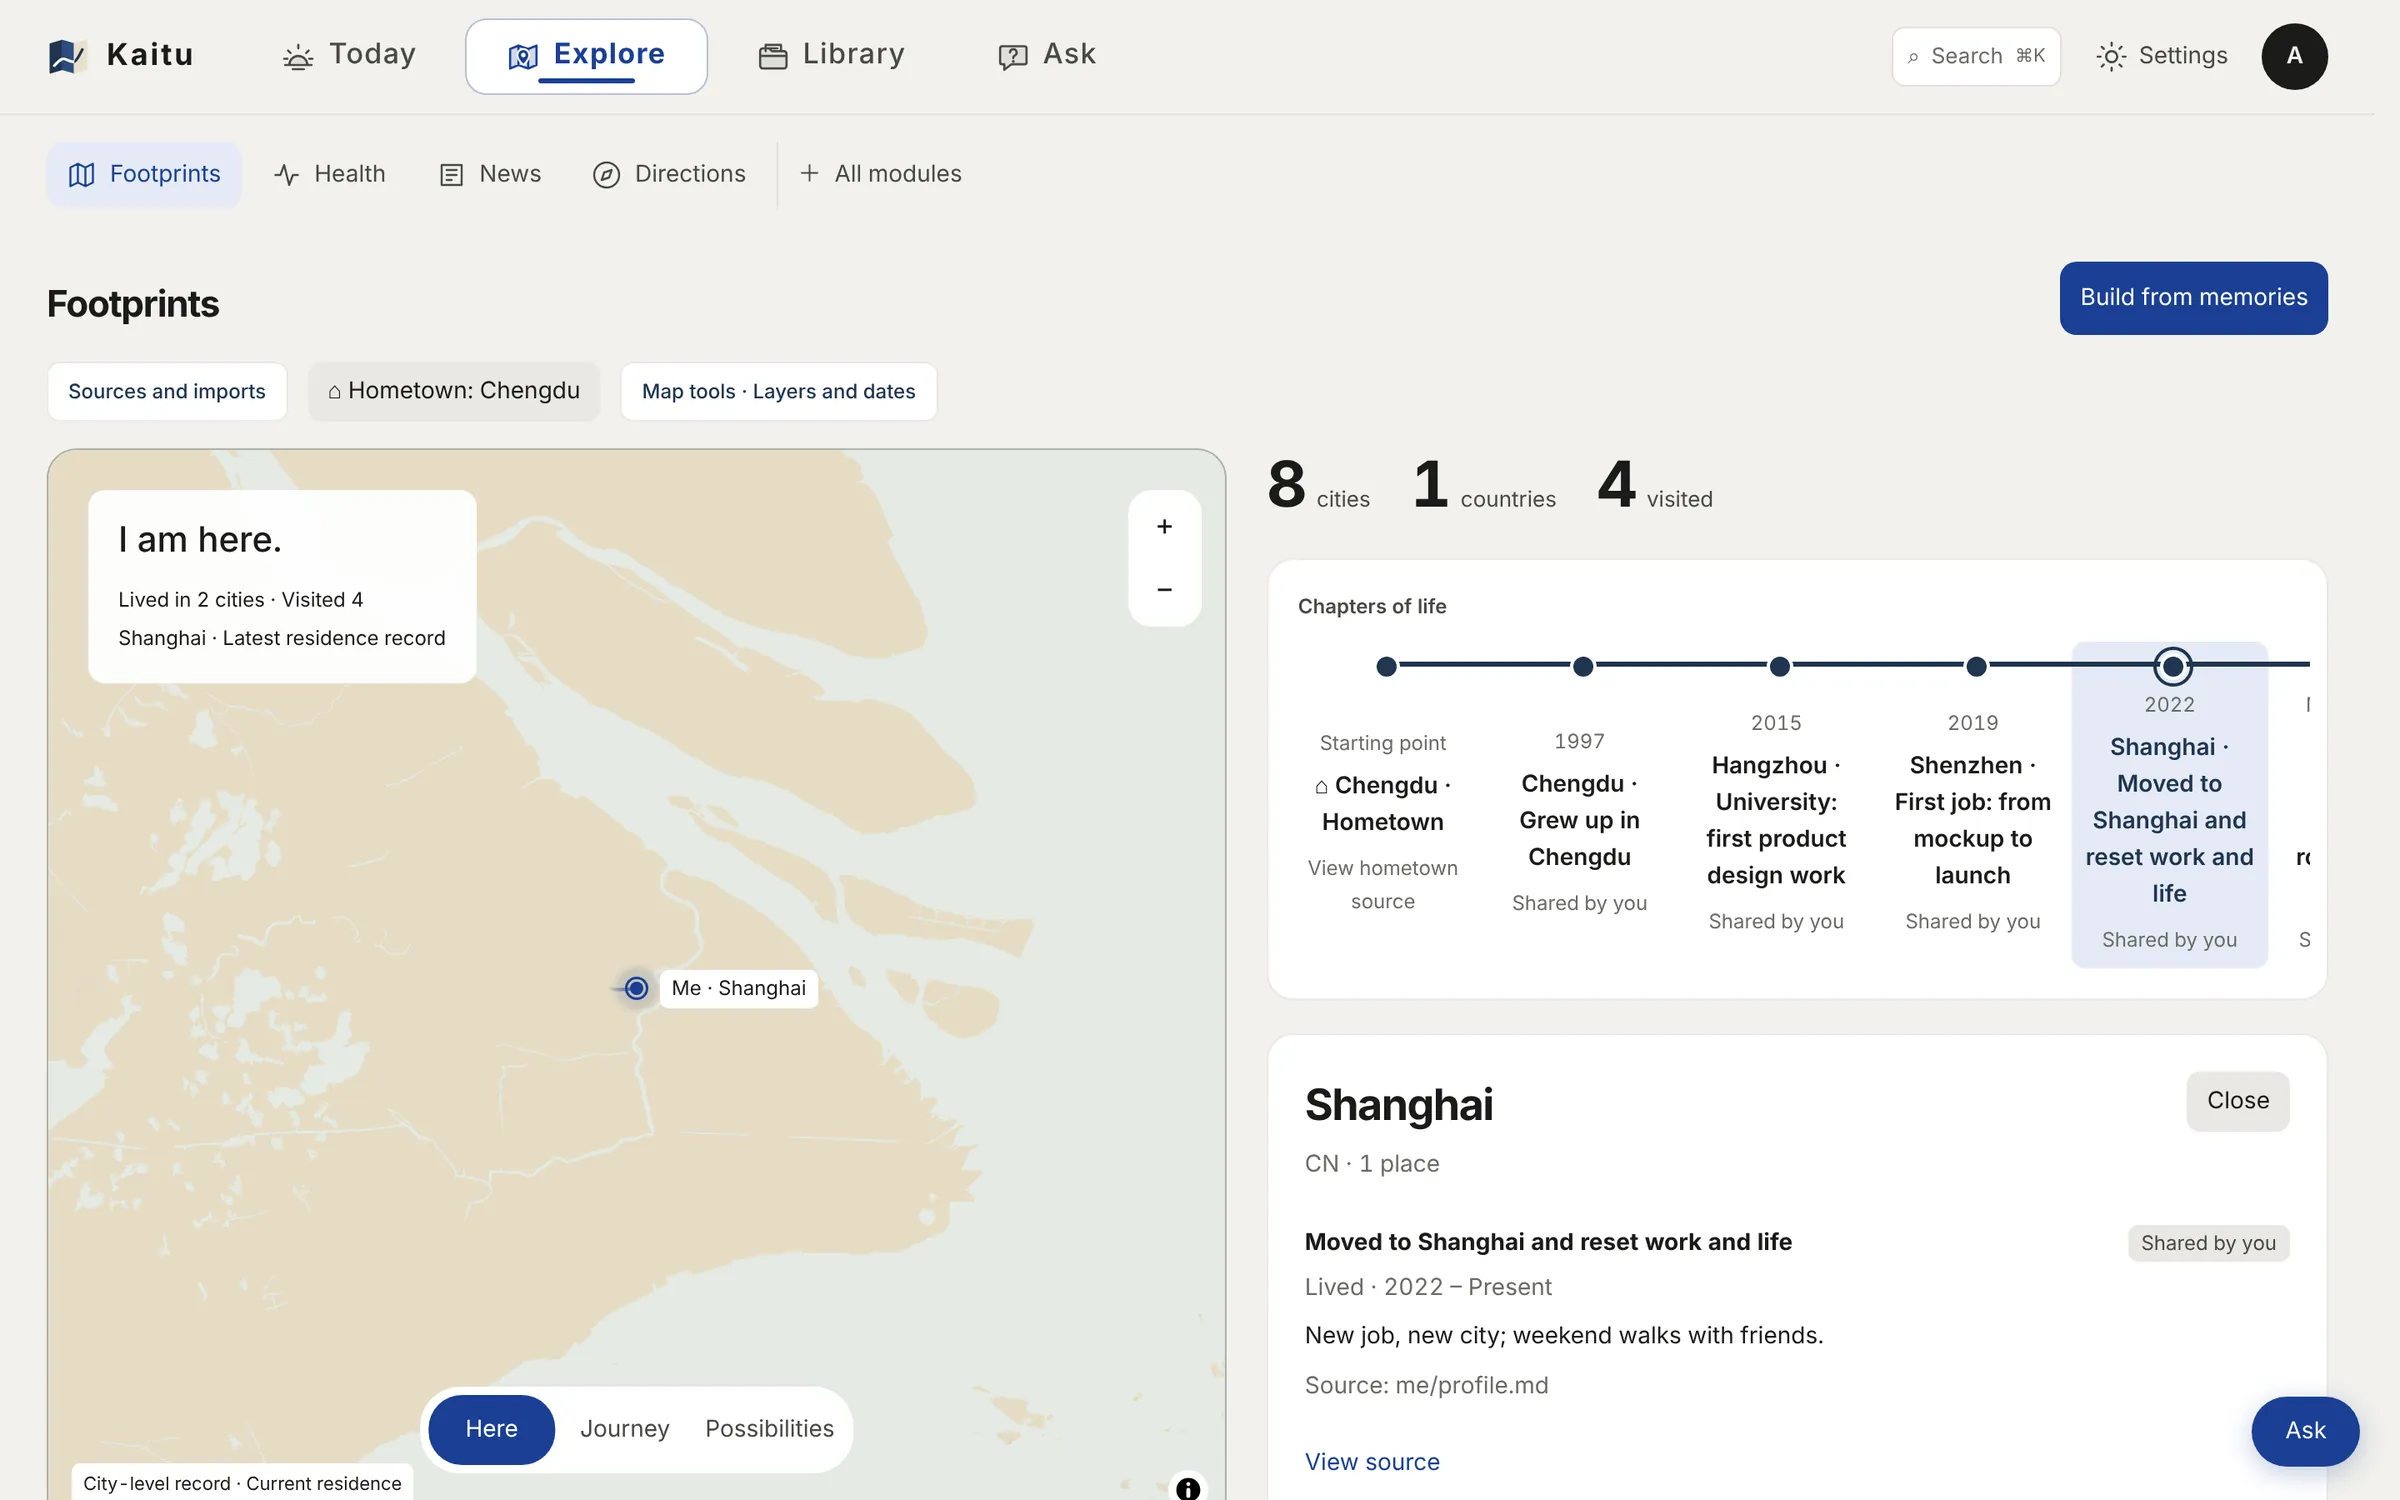 Kaitu
Today
Explore
Library
Ask
Search ⌘K
Settings
A
Footprints
Health
News
Directions
+ All modules
Footprints
Build from memories
Sources and imports
⌂ Hometown: Chengdu
Map tools · Layers and dates
I am here.
Lived in 2 cities · Visited 4
Shanghai · Latest residence record
+
−
Me · Shanghai
Here
Journey
Possibilities
City-level record · Current residence
8 cities
1 countries
4 visited
Chapters of life
Starting point
⌂ Chengdu ·
Hometown
View hometown
source
1997
Chengdu ·
Grew up in
Chengdu
Shared by you
2015
Hangzhou ·
University:
first product
design work
Shared by you
2019
Shenzhen ·
First job: from
mockup to
launch
Shared by you
2022
Shanghai ·
Moved to
Shanghai and
reset work and
life
Shared by you
Shanghai
Close
CN · 1 place
Moved to Shanghai and reset work and life
Shared by you
Lived · 2022 – Present
New job, new city; weekend walks with friends.
Source: me/profile.md
View source
Ask